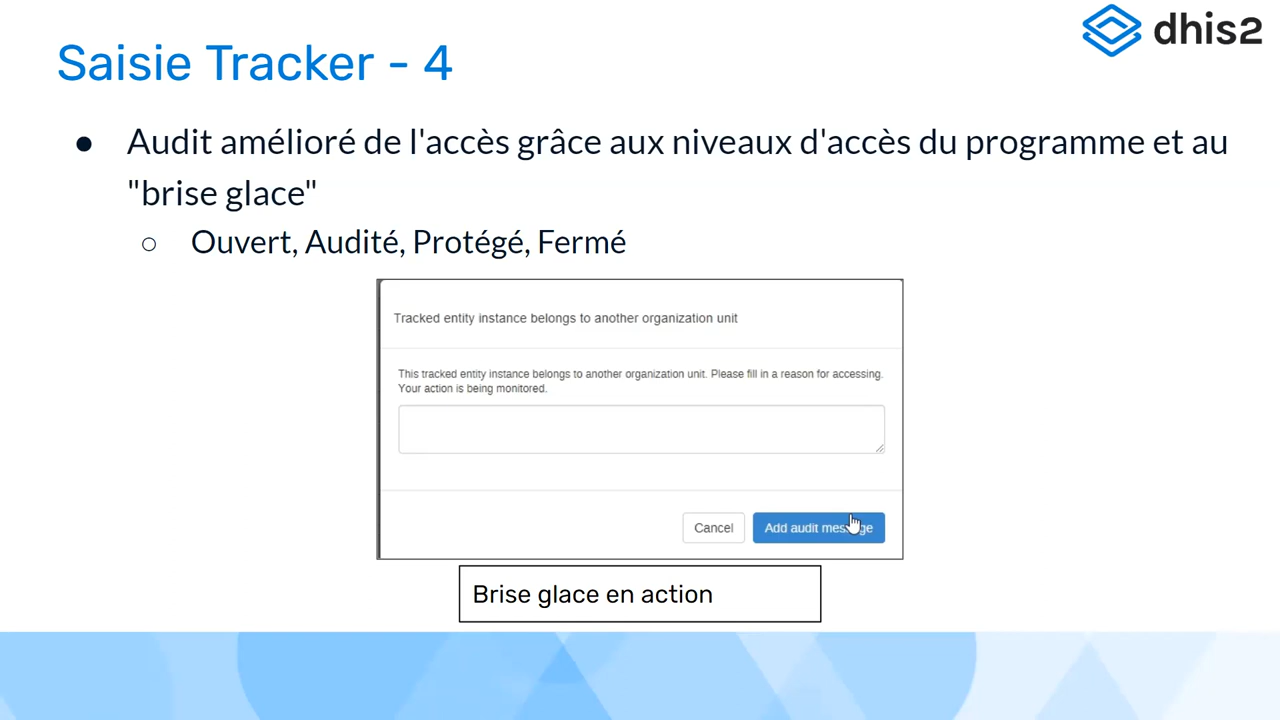 dhis2
Saisie Tracker - 4
● Audit amélioré de l'accès grâce aux niveaux d'accès du programme et au
"brise glace"
○ Ouvert, Audité, Protégé, Fermé
Tracked entity instance belongs to another organization unit
This tracked entity instance belongs to another organization unit. Please fill in a reason for accessing.
Your action is being monitored.
Cancel
Add audit message
Brise glace en action